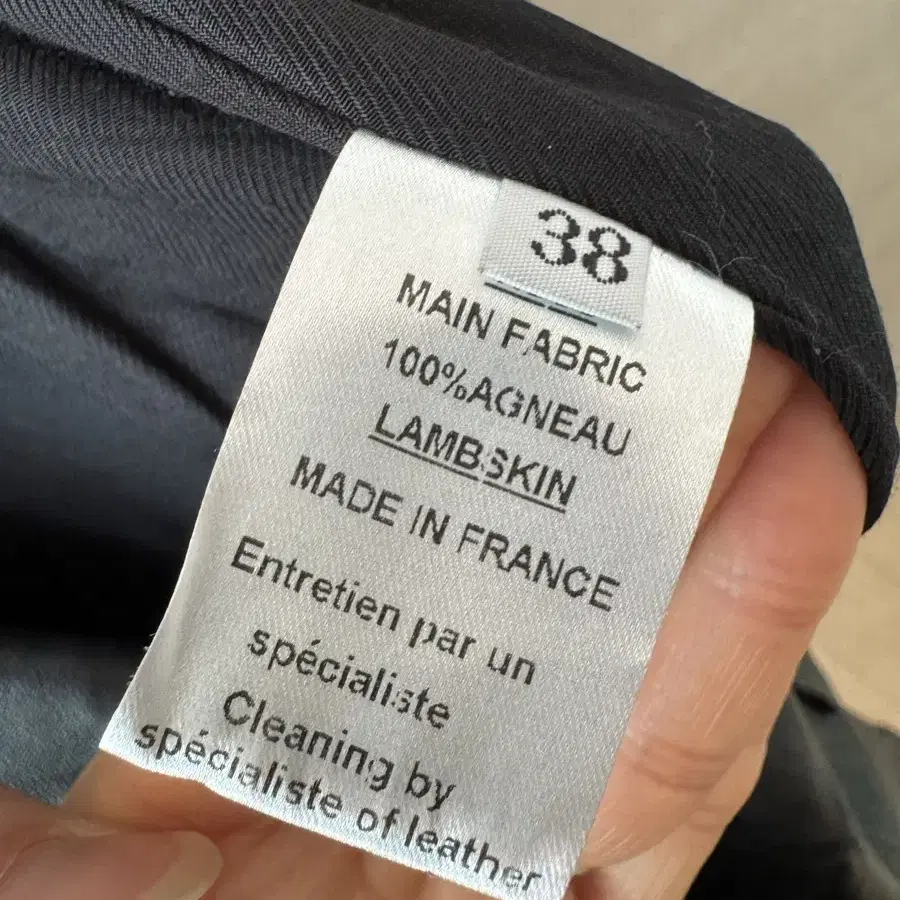 38
MAIN FABRIC
100%AGNEAU
LAMBSKIN
MADE IN FRANCE
Entretien par un
spécialiste
Cleaning by
spécialiste of leather